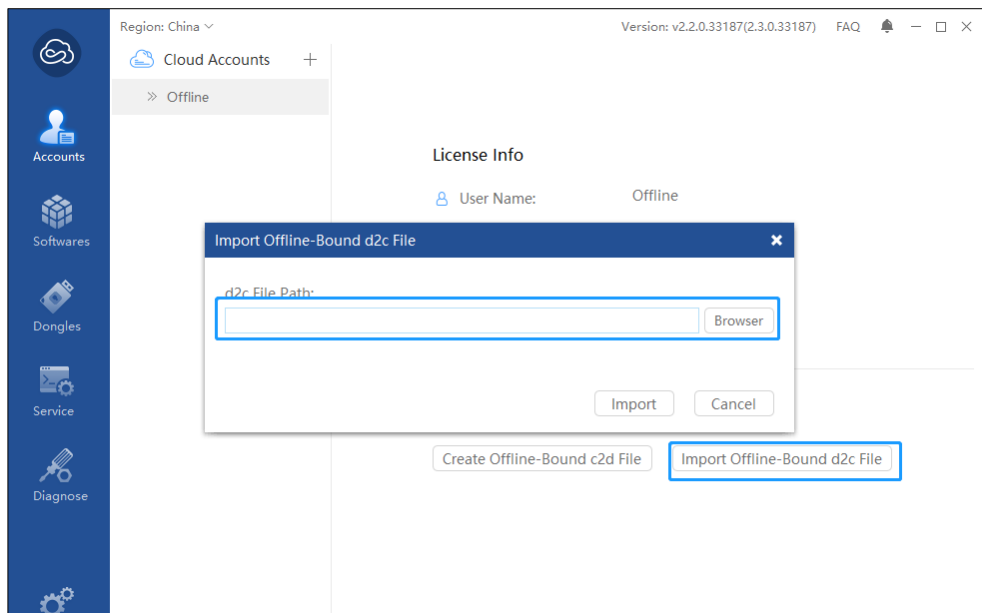 Region: China
Version: v2.2.0.33187(2.3.0.33187) FAQ
Cloud Accounts
Offline
Accounts
Softwares
Dongles
Service
Diagnose
License Info
User Name: Offline
Import Offline-Bound d2c File
d2c File Path:
Browser
Import Cancel
Create Offline-Bound c2d File Import Offline-Bound d2c File